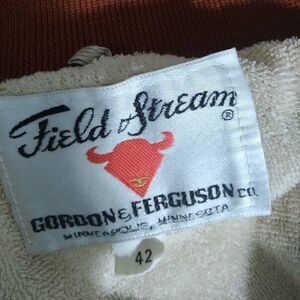 Field & Stream ®
GORDON & FERGUSON CO.
MINNEAPOLIS, MINNESOTA
42